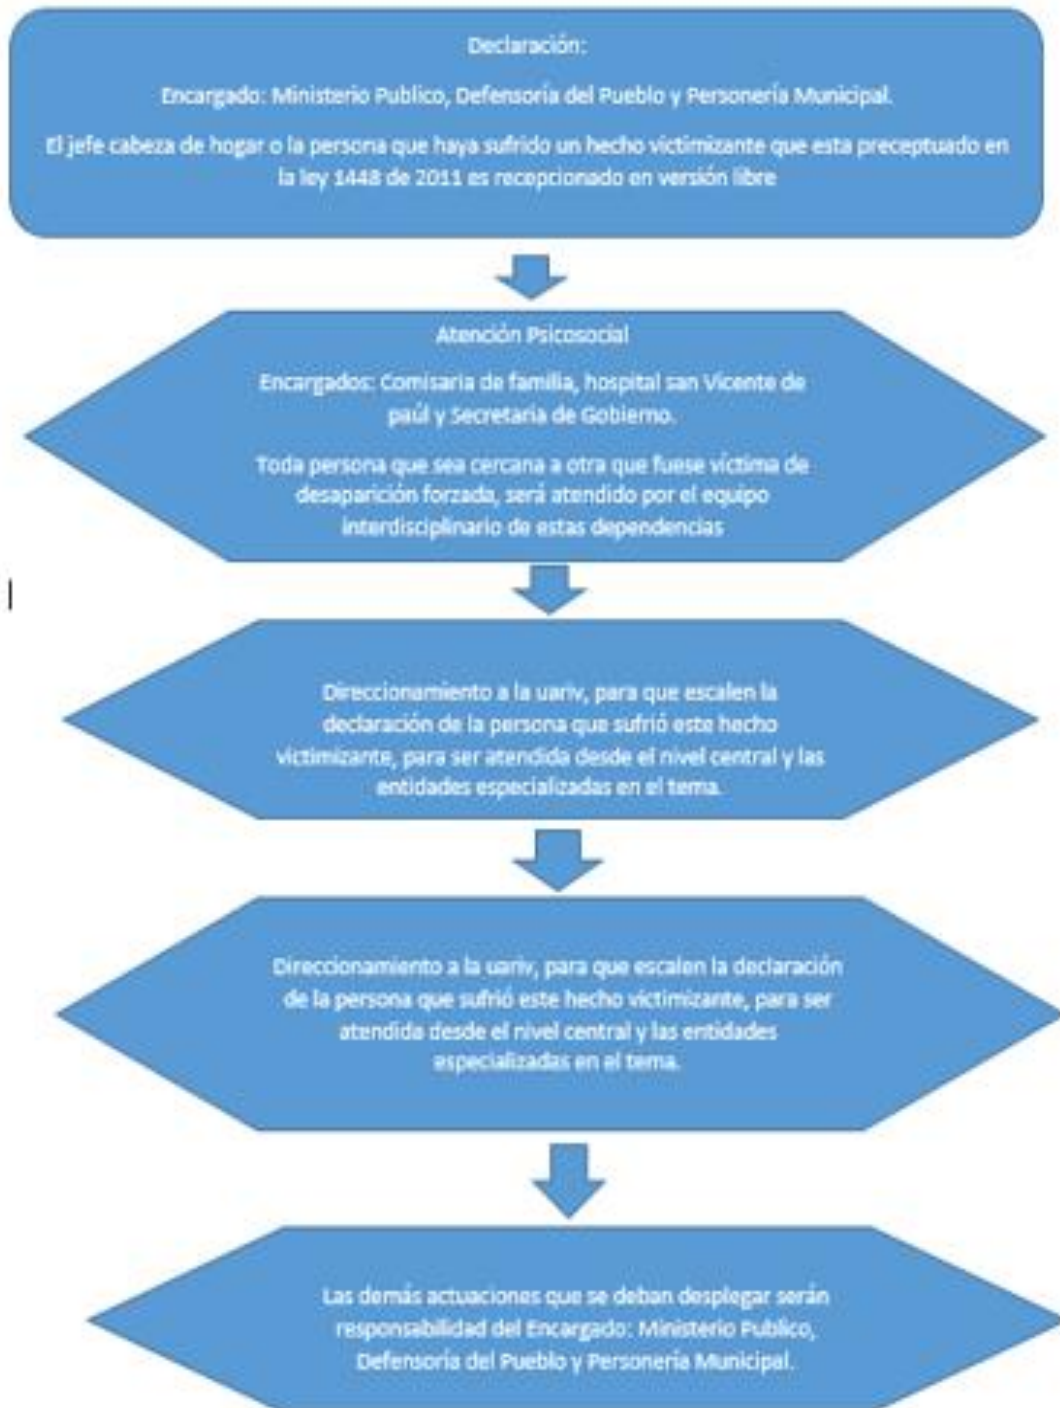 Declaración:
Encargado: Ministerio Publico, Defensoría del Pueblo y Personería Municipal.
El jefe cabeza de hogar o la persona que haya sufrido un hecho victimizante que esta preceptuado en
la ley 1448 de 2011 es recepcionado en versión libre
Atención Psicosocial
Encargados: Comisaria de familia, hospital san Vicente de
paúl y Secretaria de Gobierno.
Toda persona que sea cercana a otra que fuese víctima de
desaparición forzada, será atendido por el equipo
interdisciplinario de estas dependencias
Direccionamiento a la uariv, para que escalen la
declaración de la persona que sufrió este hecho
victimizante, para ser atendida desde el nivel central y las
entidades especializadas en el tema.
Direccionamiento a la uariv, para que escalen la declaración
de la persona que sufrió este hecho victimizante, para ser
atendida desde el nivel central y las entidades
especializadas en el tema.
Las demás actuaciones que se deban desplegar serán
responsabilidad del Encargado: Ministerio Publico,
Defensoría del Pueblo y Personería Municipal.